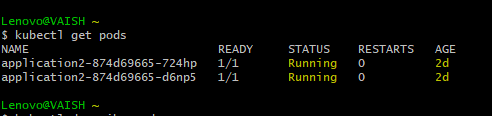 Lenovo@VAISH ~
$ kubectl get pods
NAME READY STATUS RESTARTS AGE
application2-874d69665-724hp 1/1 Running 0 2d
application2-874d69665-d6np5 1/1 Running 0 2d
Lenovo@VAISH ~